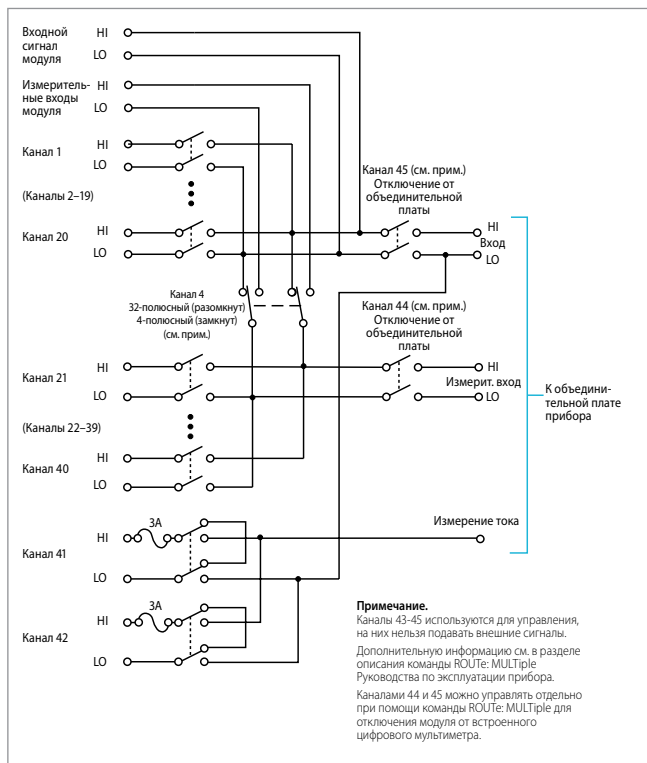 Входной
сигнал
модуля
HI
LO
Измеритель-
ные входы
модуля
HI
LO
Канал 1
HI
LO
(Каналы 2–19)
Канал 20
HI
LO
Канал 45 (см. прим.)
Отключение от
объединительной
платы
HI
Вход
LO
Канал 4
32-полюсный (разомкнут)
4-полюсный (замкнут)
(см. прим.)
Канал 44 (см. прим.)
Отключение от
объединительной
платы
Канал 21
HI
LO
HI
Измерит. вход
LO
К объедини-
тельной плате
прибора
(Каналы 22–39)
Канал 40
HI
LO
Канал 41
HI
3A
LO
Измерение тока
Канал 42
HI
3A
LO
Примечание.
Каналы 43-45 используются для управления,
на них нельзя подавать внешние сигналы.
Дополнительную информацию см. в разделе
описания команды ROUTe: MULTiple
Руководства по эксплуатации прибора.
Каналами 44 и 45 можно управлять отдельно
при помощи команды ROUTe: MULTiple для
отключения модуля от встроенного
цифрового мультиметра.